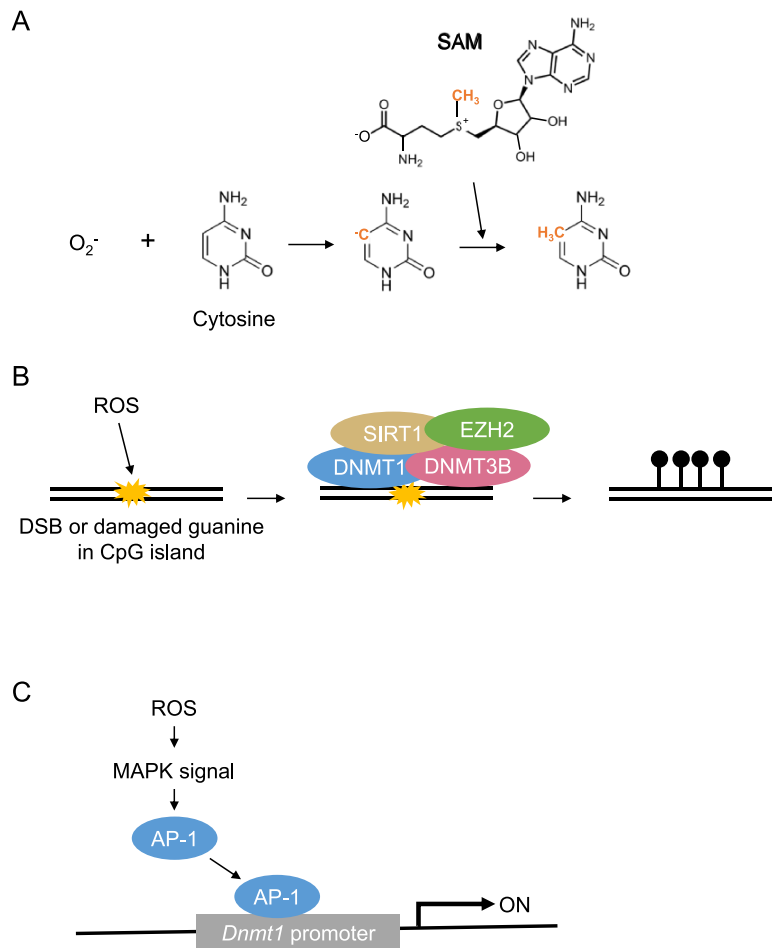 A
SAM
NH₂
N
N
N
N
CH₃
O
⁻O
S⁺
NH₂
O
OH
OH
O₂⁻
+
NH₂
N
N
H
O
Cytosine
NH₂
⁻C
N
N
H
O
NH₂
H₃C
N
N
H
O
B
ROS
DSB or damaged guanine
in CpG island
SIRT1
EZH2
DNMT1
DNMT3B
C
ROS
MAPK signal
AP-1
AP-1
Dnmt1 promoter
ON